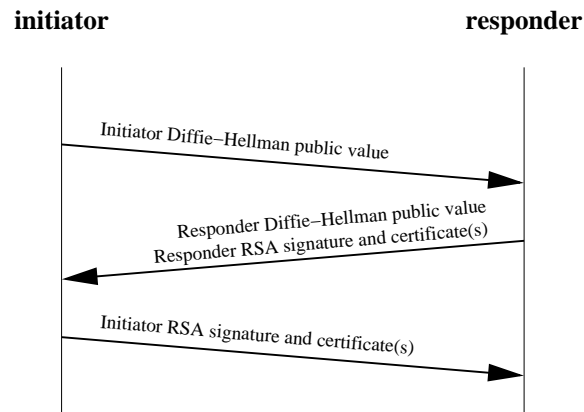 initiator
responder
Initiator Diffie–Hellman public value
Responder Diffie–Hellman public value
Responder RSA signature and certificate(s)
Initiator RSA signature and certificate(s)